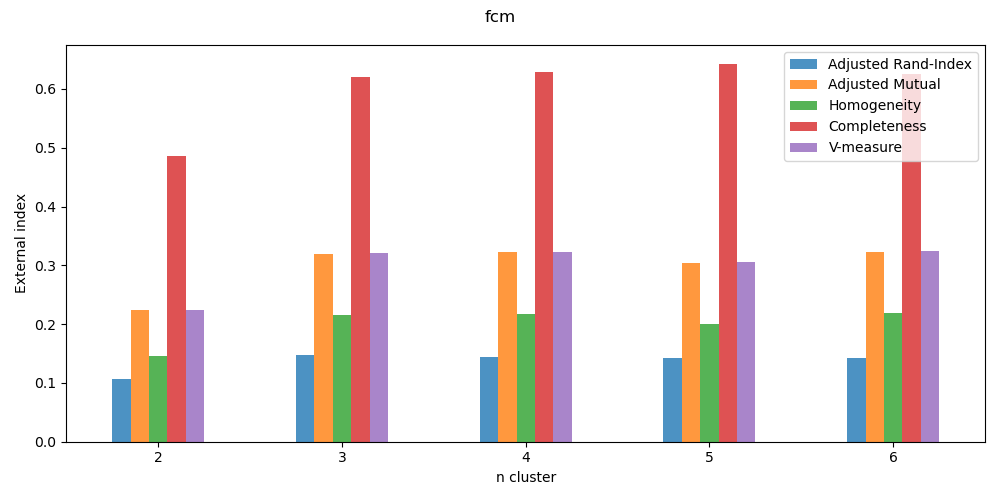 fcm
Adjusted Rand-Index
Adjusted Mutual
Homogeneity
Completeness
V-measure
External index
0.6
0.5
0.4
0.3
0.2
0.1
0.0
2 3 4 5 6
n cluster